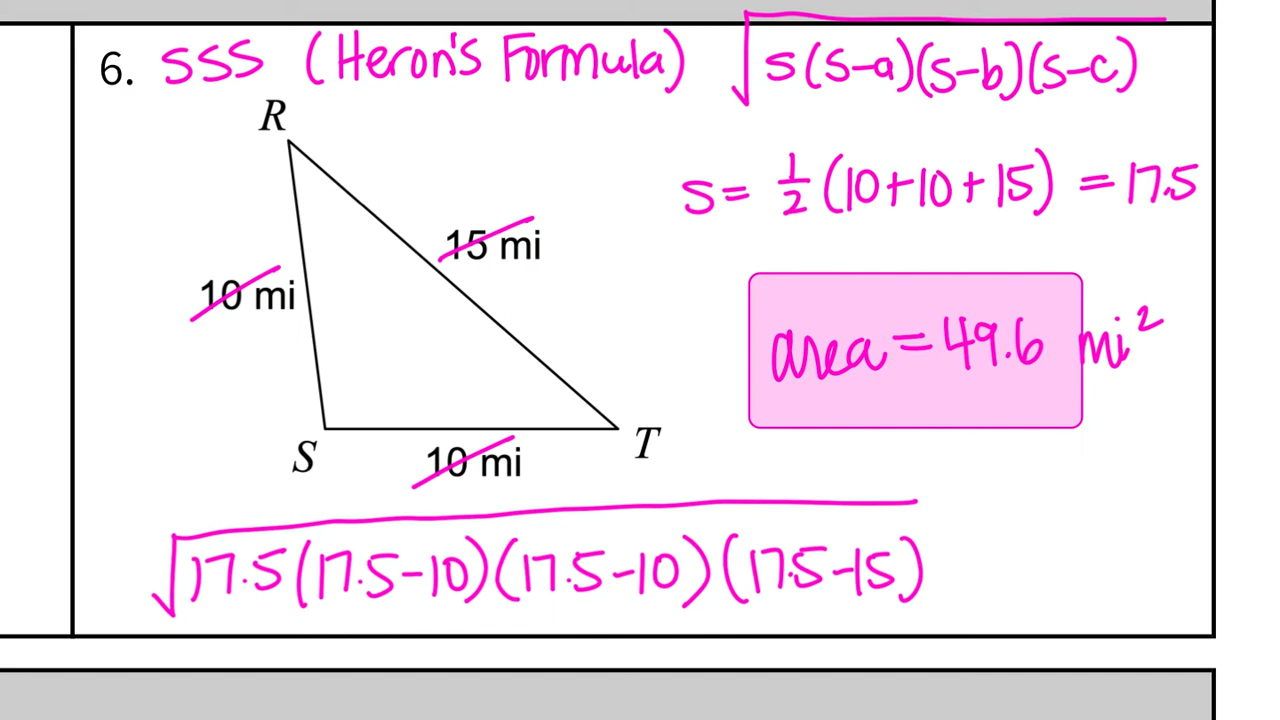 6. SSS (Heron's Formula) √s(s-a)(s-b)(s-c)
R
s= 1/2 (10+10+15) = 17.5
15 mi
10 mi
area = 49.6 mi²
S
10 mi
T
√17.5(17.5-10)(17.5-10)(17.5-15)